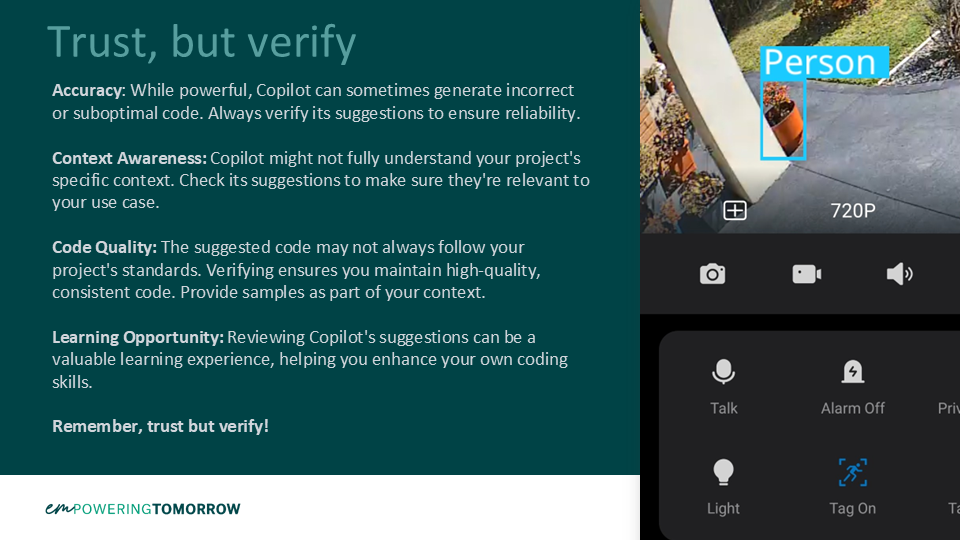 Trust, but verify
Accuracy: While powerful, Copilot can sometimes generate incorrect
or suboptimal code. Always verify its suggestions to ensure reliability.
Context Awareness: Copilot might not fully understand your project's
specific context. Check its suggestions to make sure they're relevant to
your use case.
Code Quality: The suggested code may not always follow your
project's standards. Verifying ensures you maintain high-quality,
consistent code. Provide samples as part of your context.
Learning Opportunity: Reviewing Copilot's suggestions can be a
valuable learning experience, helping you enhance your own coding
skills.
Remember, trust but verify!
emPOWERINGTOMORROW
Person
720P
Talk
Alarm Off
Light
Tag On